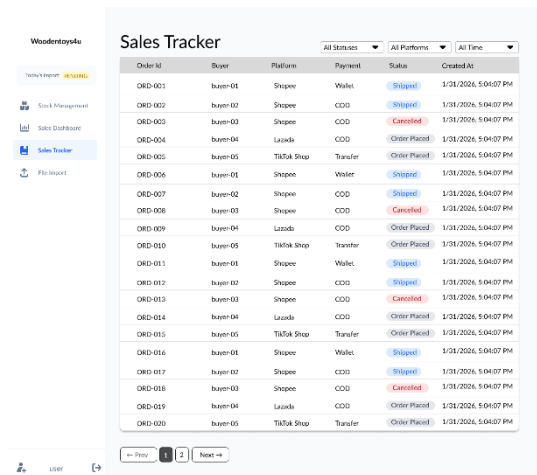 Woodentoys4u
Today's Import PENDING
Stock Management
Sales Dashboard
Sales Tracker
File Import
user
Sales Tracker
All Statuses All Platforms All Time
Order Id Buyer Platform Payment Status Created At
ORD-001 buyer-01 Shopee Wallet Shipped 1/31/2026, 5:04:07 PM
ORD-002 buyer-02 Shopee COD Shipped 1/31/2026, 5:04:07 PM
ORD-003 buyer-03 Shopee COD Cancelled 1/31/2026, 5:04:07 PM
ORD-004 buyer-04 Lazada COD Order Placed 1/31/2026, 5:04:07 PM
ORD-005 buyer-05 TikTok Shop Transfer Order Placed 1/31/2026, 5:04:07 PM
ORD-006 buyer-01 Shopee Wallet Shipped 1/31/2026, 5:04:07 PM
ORD-007 buyer-02 Shopee COD Shipped 1/31/2026, 5:04:07 PM
ORD-008 buyer-03 Shopee COD Cancelled 1/31/2026, 5:04:07 PM
ORD-009 buyer-04 Lazada COD Order Placed 1/31/2026, 5:04:07 PM
ORD-010 buyer-05 TikTok Shop Transfer Order Placed 1/31/2026, 5:04:07 PM
ORD-011 buyer-01 Shopee Wallet Shipped 1/31/2026, 5:04:07 PM
ORD-012 buyer-02 Shopee COD Shipped 1/31/2026, 5:04:07 PM
ORD-013 buyer-03 Shopee COD Cancelled 1/31/2026, 5:04:07 PM
ORD-014 buyer-04 Lazada COD Order Placed 1/31/2026, 5:04:07 PM
ORD-015 buyer-05 TikTok Shop Transfer Order Placed 1/31/2026, 5:04:07 PM
ORD-016 buyer-01 Shopee Wallet Shipped 1/31/2026, 5:04:07 PM
ORD-017 buyer-02 Shopee COD Shipped 1/31/2026, 5:04:07 PM
ORD-018 buyer-03 Shopee COD Cancelled 1/31/2026, 5:04:07 PM
ORD-019 buyer-04 Lazada COD Order Placed 1/31/2026, 5:04:07 PM
ORD-020 buyer-05 TikTok Shop Transfer Order Placed 1/31/2026, 5:04:07 PM
← Prev 1 2 Next →